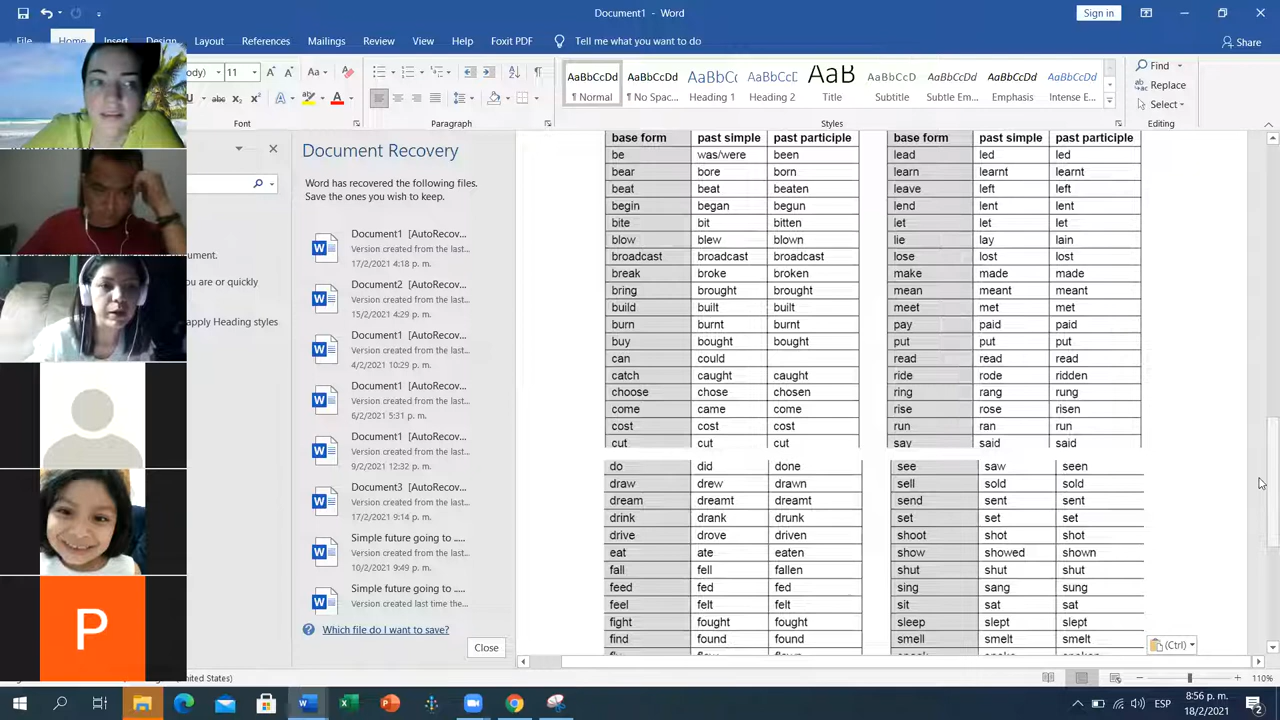 Document1 - Word
Sign in
File Home Insert Design Layout References Mailings Review View Help Foxit PDF Tell me what you want to do
Share
11
Aa
AaBbCcDd AaBbCcDd AaBbCc AaBbCcD AaB AaBbCcD AaBbCcDd AaBbCcDd AaBbCcDd
¶ Normal ¶ No Spac... Heading 1 Heading 2 Title Subtitle Subtle Em... Emphasis Intense E...
Find
Replace
Select
Font Paragraph Styles Editing
Document Recovery
Word has recovered the following files.
Save the ones you wish to keep.
Document1 [AutoRecov...
Version created from the last...
17/2/2021 4:18 p. m.
Document2 [AutoRecov...
Version created from the last...
15/2/2021 4:29 p. m.
Document1 [AutoRecov...
Version created from the last...
4/2/2021 10:29 p. m.
Document1 [AutoRecov...
Version created from the last...
6/2/2021 5:31 p. m.
Document1 [AutoRecov...
Version created from the last...
9/2/2021 12:32 p. m.
Document3 [AutoRecov...
Version created from the last...
17/2/2021 9:14 p. m.
Simple future going to .....
Version created from the last...
10/2/2021 9:49 p. m.
Simple future going to .....
Version created last time the...
Which file do I want to save?
Close
ument.
u are or quickly
apply Heading styles
base form past simple past participle
be was/were been
bear bore born
beat beat beaten
begin began begun
bite bit bitten
blow blew blown
broadcast broadcast broadcast
break broke broken
bring brought brought
build built built
burn burnt burnt
buy bought bought
can could
catch caught caught
choose chose chosen
come came come
cost cost cost
cut cut cut
do did done
draw drew drawn
dream dreamt dreamt
drink drank drunk
drive drove driven
eat ate eaten
fall fell fallen
feed fed fed
feel felt felt
fight fought fought
find found found
base form past simple past participle
lead led led
learn learnt learnt
leave left left
lend lent lent
let let let
lie lay lain
lose lost lost
make made made
mean meant meant
meet met met
pay paid paid
put put put
read read read
ride rode ridden
ring rang rung
rise rose risen
run ran run
say said said
see saw seen
sell sold sold
send sent sent
set set set
shoot shot shot
show showed shown
shut shut shut
sing sang sung
sit sat sat
sleep slept slept
smell smelt smelt
(Ctrl)
P
(United States)
110%
ESP
8:56 p. m.
18/2/2021
2